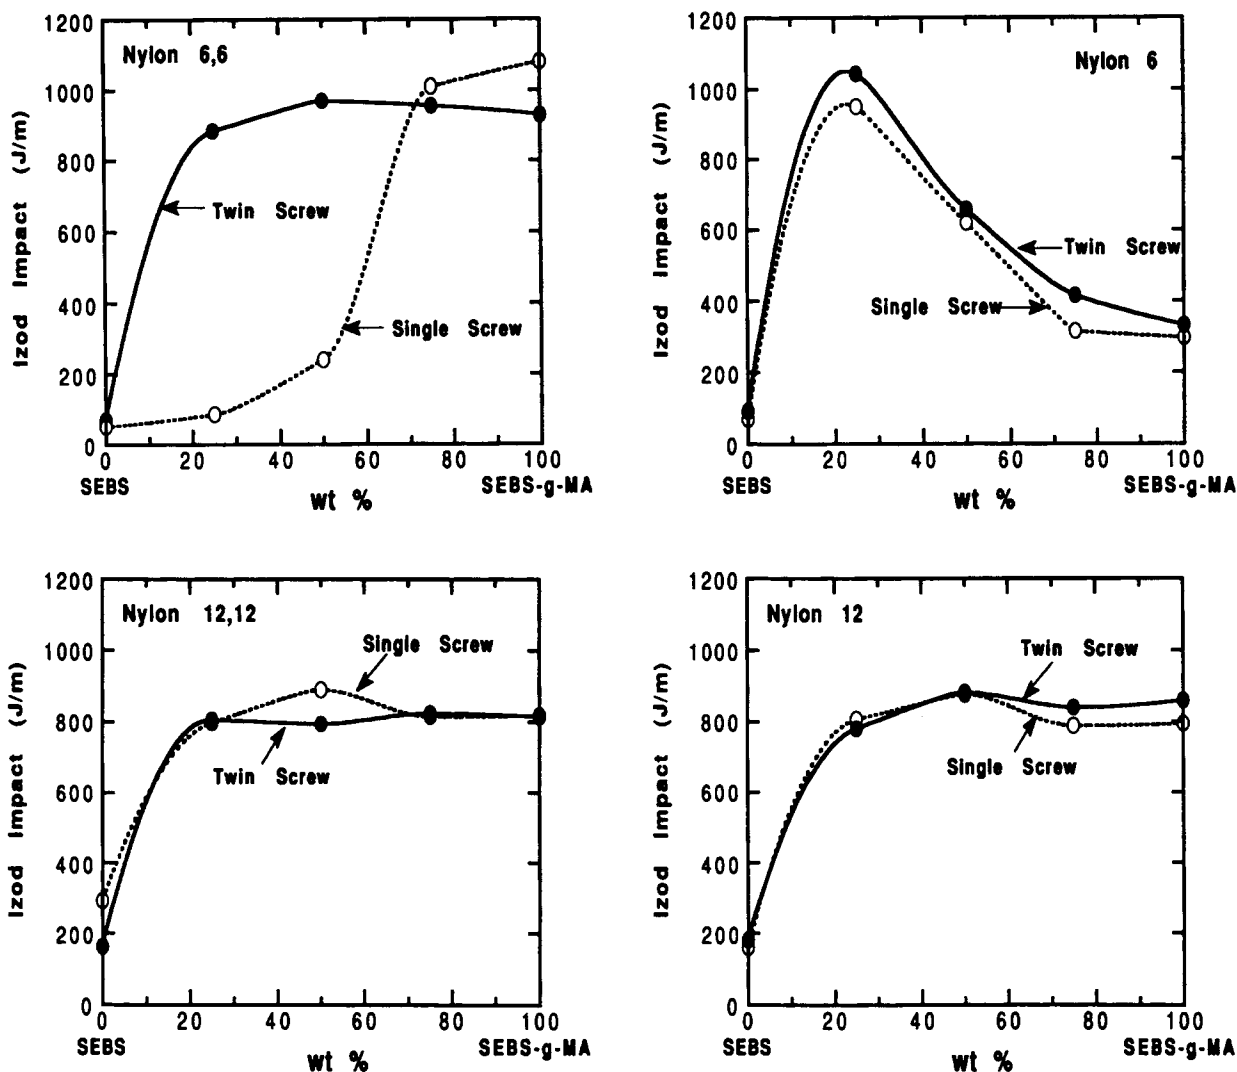 1200
Nylon 6,6
1000
800
600
400
200
0
Izod Impact (J/m)
Twin Screw
Single Screw
0 20 40 60 80 100
SEBS
wt %
SEBS-g-MA
1200
Nylon 6
1000
800
600
400
200
0
Izod Impact (J/m)
Twin Screw
Single Screw
0 20 40 60 80 100
SEBS
wt %
SEBS-g-MA
1200
Nylon 12,12
1000
800
600
400
200
0
Izod Impact (J/m)
Single Screw
Twin Screw
0 20 40 60 80 100
SEBS
wt %
SEBS-g-MA
1200
Nylon 12
1000
800
600
400
200
0
Izod Impact (J/m)
Twin Screw
Single Screw
0 20 40 60 80 100
SEBS
wt %
SEBS-g-MA